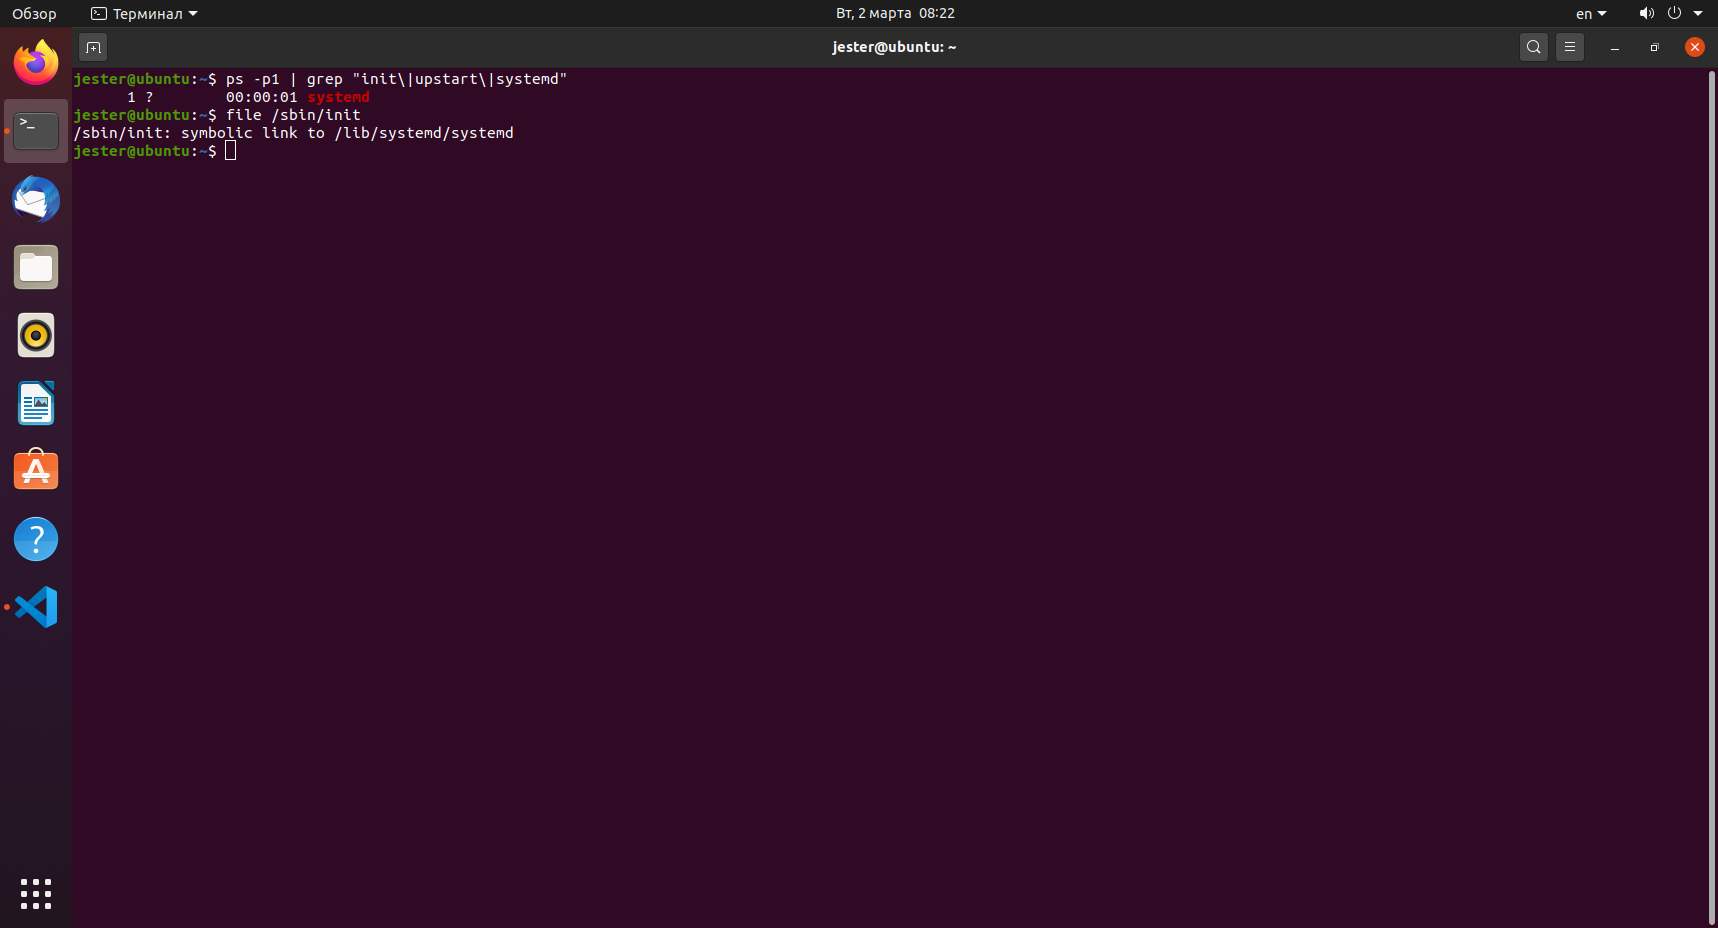 Обзор
Терминал
Вт, 2 марта 08:22
en
jester@ubuntu: ~
jester@ubuntu:~$ ps -p1 | grep "init\|upstart\|systemd"
1 ? 00:00:01 systemd
jester@ubuntu:~$ file /sbin/init
/sbin/init: symbolic link to /lib/systemd/systemd
jester@ubuntu:~$